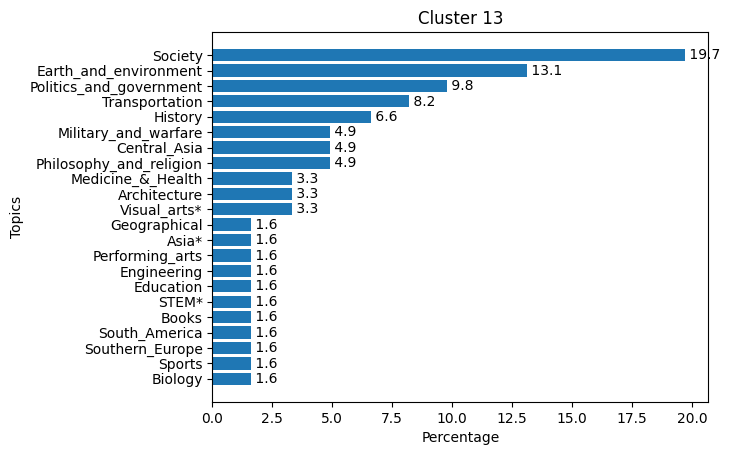 Cluster 13
Topics
Society 19.7
Earth_and_environment 13.1
Politics_and_government 9.8
Transportation 8.2
History 6.6
Military_and_warfare 4.9
Central_Asia 4.9
Philosophy_and_religion 4.9
Medicine_&_Health 3.3
Architecture 3.3
Visual_arts* 3.3
Geographical 1.6
Asia* 1.6
Performing_arts 1.6
Engineering 1.6
Education 1.6
STEM* 1.6
Books 1.6
South_America 1.6
Southern_Europe 1.6
Sports 1.6
Biology 1.6
0.0 2.5 5.0 7.5 10.0 12.5 15.0 17.5 20.0
Percentage